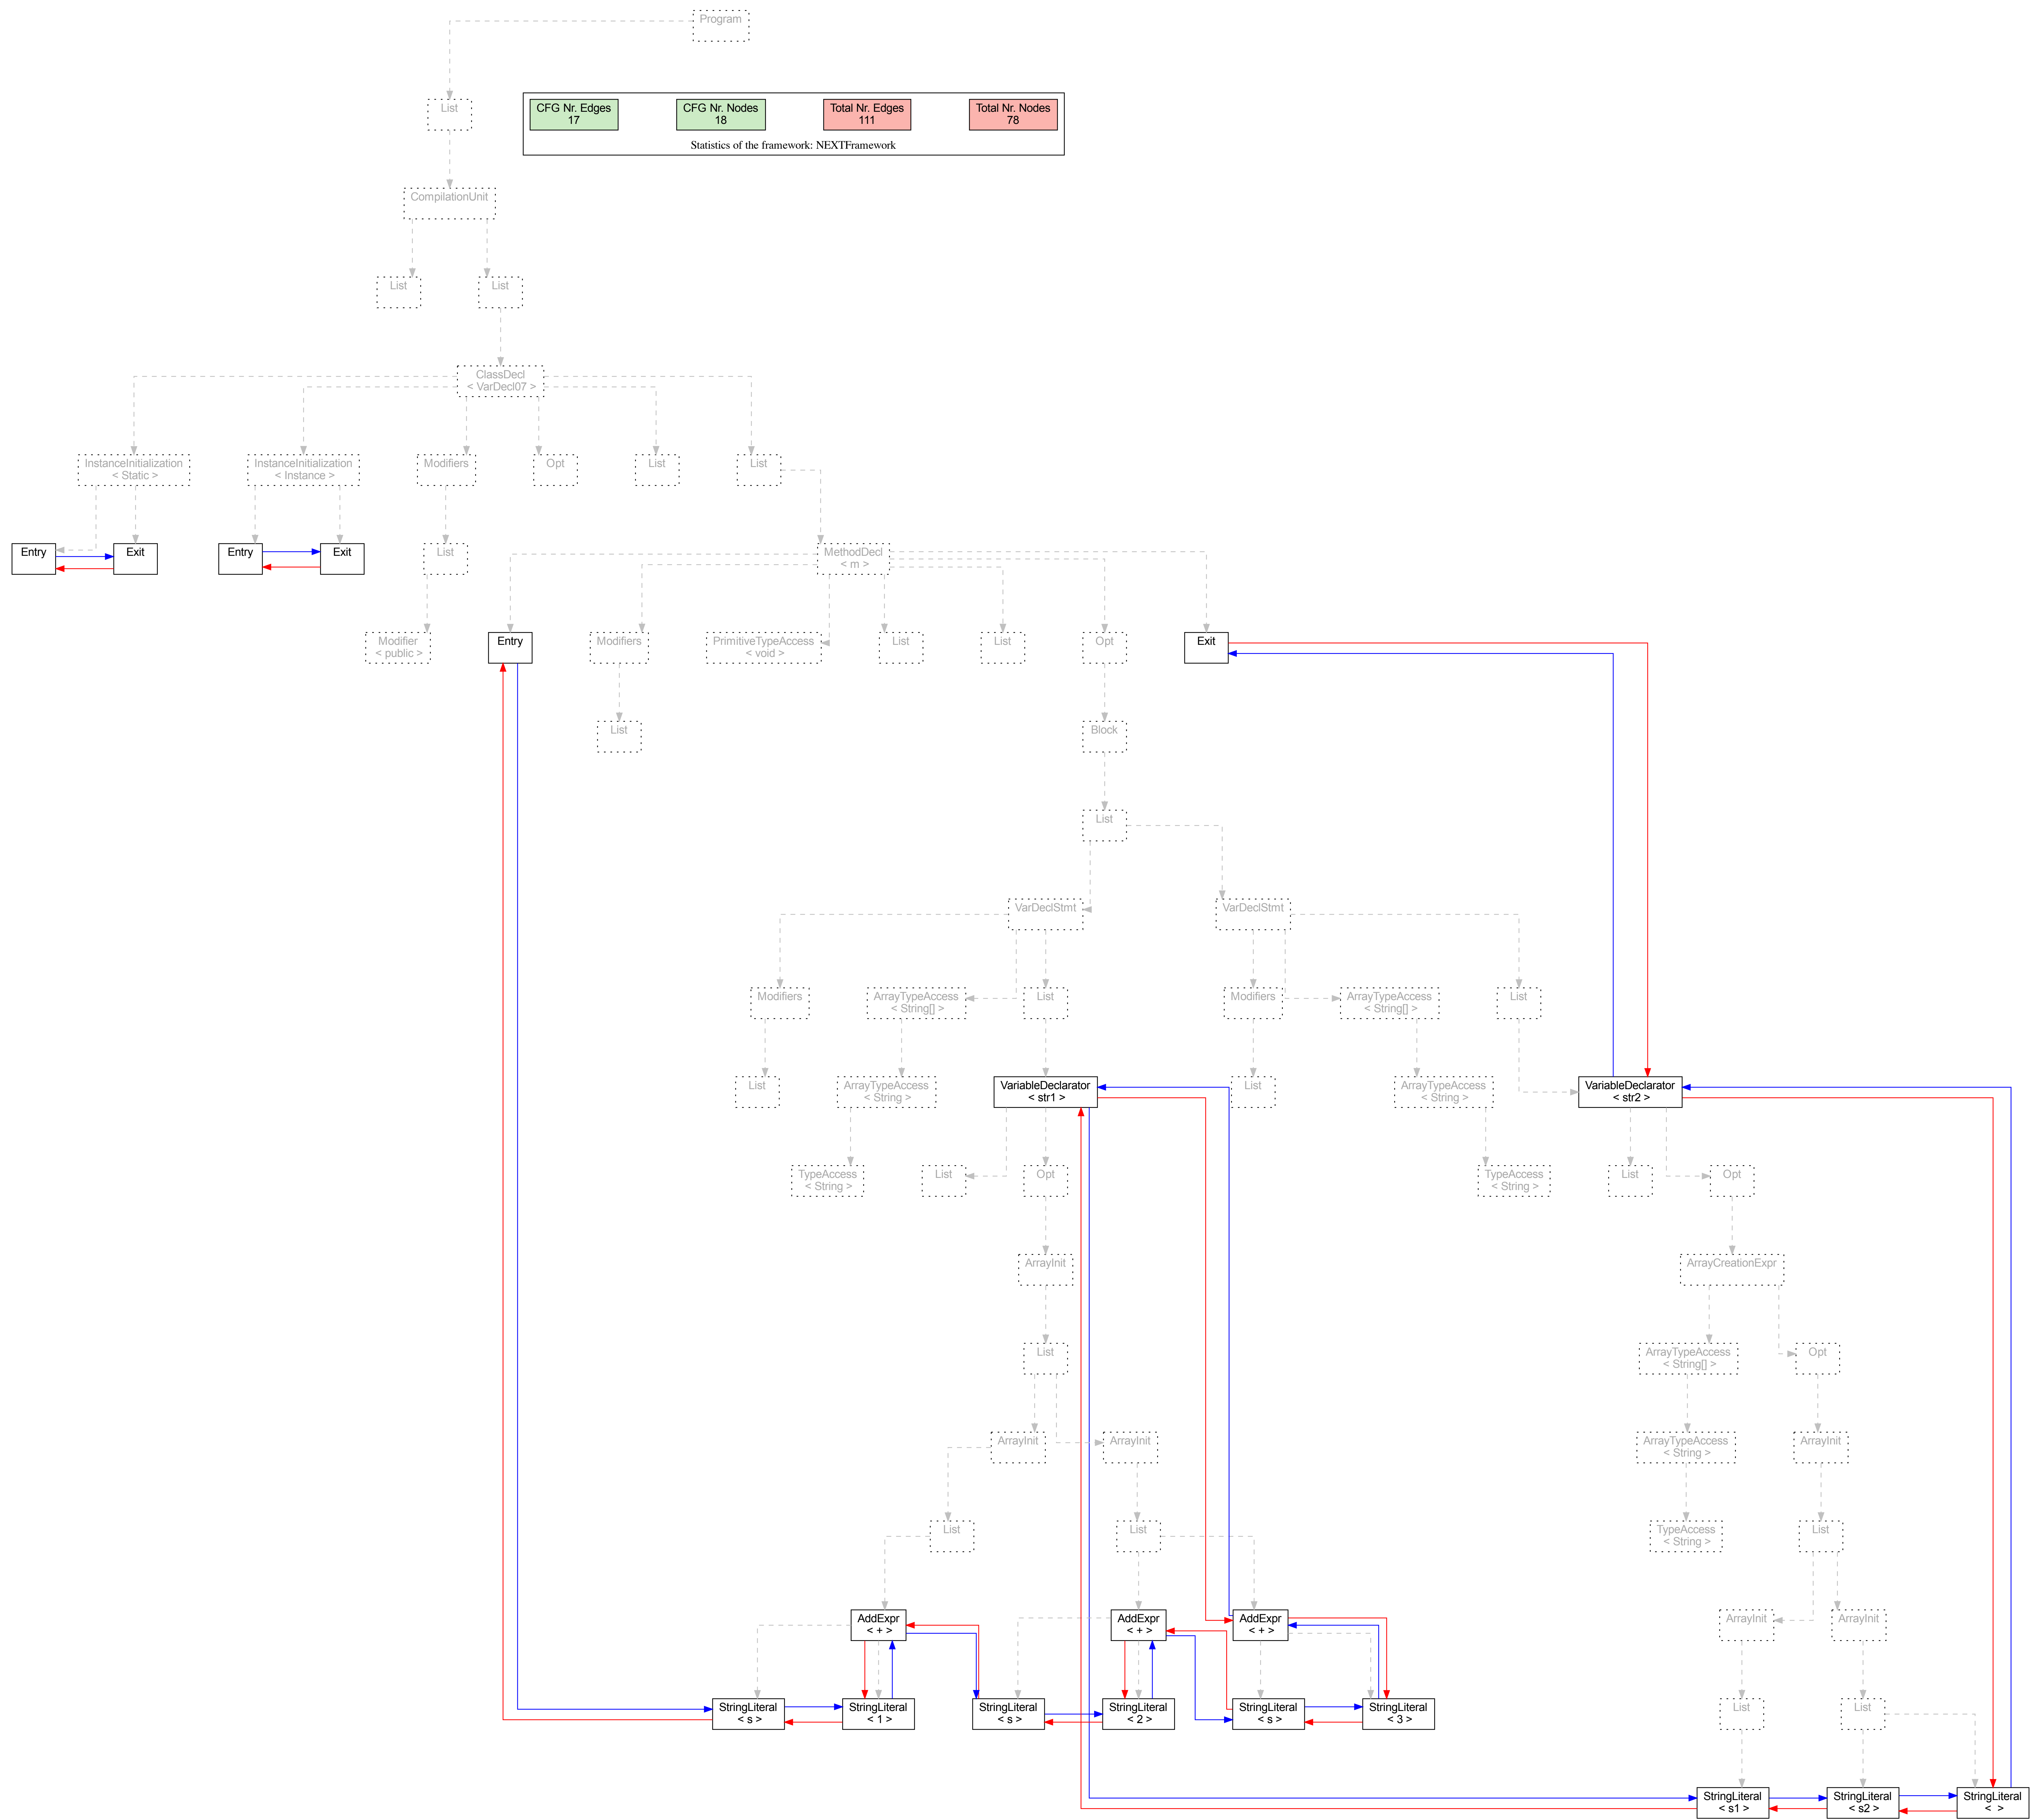 Program
List
CFG Nr. Edges
17
CFG Nr. Nodes
18
Total Nr. Edges
111
Total Nr. Nodes
78
Statistics of the framework: NEXTFramework
CompilationUnit
List
List
ClassDecl
< VarDecl07 >
InstanceInitialization
< Static >
InstanceInitialization
< Instance >
Modifiers
Opt
List
List
Entry
Exit
Entry
Exit
List
MethodDecl
< m >
Modifier
< public >
Entry
Modifiers
PrimitiveTypeAccess
< void >
List
List
Opt
Exit
List
Block
List
VarDeclStmt
VarDeclStmt
Modifiers
ArrayTypeAccess
< String[] >
List
Modifiers
ArrayTypeAccess
< String[] >
List
List
ArrayTypeAccess
< String >
VariableDeclarator
< str1 >
List
ArrayTypeAccess
< String >
VariableDeclarator
< str2 >
TypeAccess
< String >
List
Opt
TypeAccess
< String >
List
Opt
ArrayInit
ArrayCreationExpr
List
ArrayTypeAccess
< String[] >
Opt
ArrayInit
ArrayInit
ArrayTypeAccess
< String >
ArrayInit
List
List
TypeAccess
< String >
List
AddExpr
< + >
AddExpr
< + >
AddExpr
< + >
ArrayInit
ArrayInit
StringLiteral
< s >
StringLiteral
< 1 >
StringLiteral
< s >
StringLiteral
< 2 >
StringLiteral
< s >
StringLiteral
< 3 >
List
List
StringLiteral
< s1 >
StringLiteral
< s2 >
StringLiteral
<  >